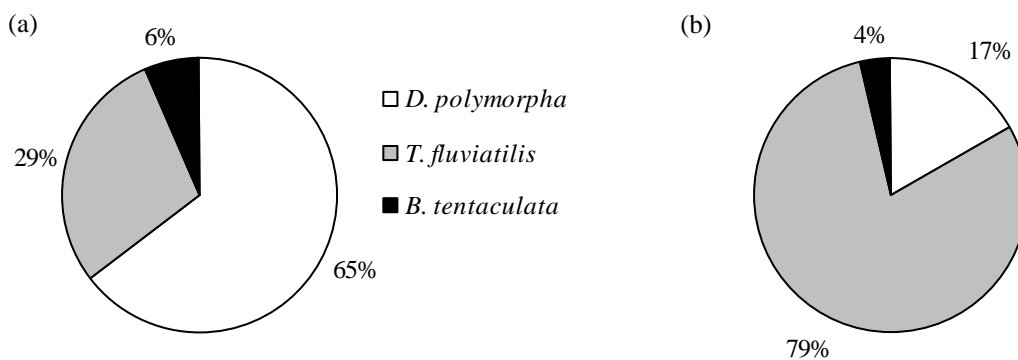 (a)
6%
29%
65%
D. polymorpha
T. fluviatilis
B. tentaculata
(b)
4%
17%
79%